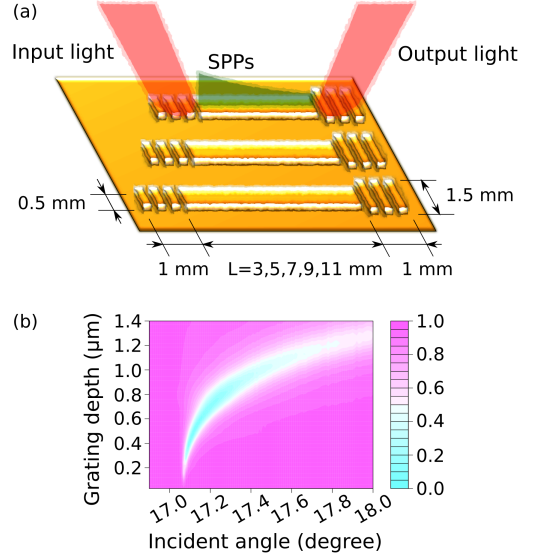 (a)
Input light
SPPs
Output light
0.5 mm
1.5 mm
1 mm
L=3,5,7,9,11 mm
1 mm
(b)
Grating depth (μm)
1.4
1.2
1.0
0.8
0.6
0.4
0.2
17.0
17.2
17.4
17.6
17.8
18.0
Incident angle (degree)
1.0
0.8
0.6
0.4
0.2
0.0